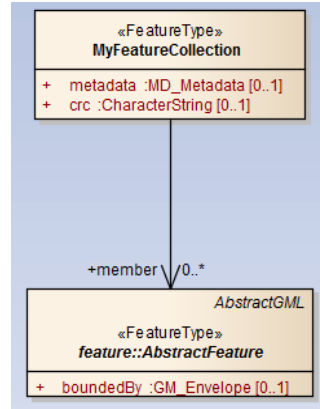 «FeatureType»
MyFeatureCollection
+ metadata :MD_Metadata [0..1]
+ crc :CharacterString [0..1]
+member 0..*
AbstractGML
«FeatureType»
feature::AbstractFeature
+ boundedBy :GM_Envelope [0..1]